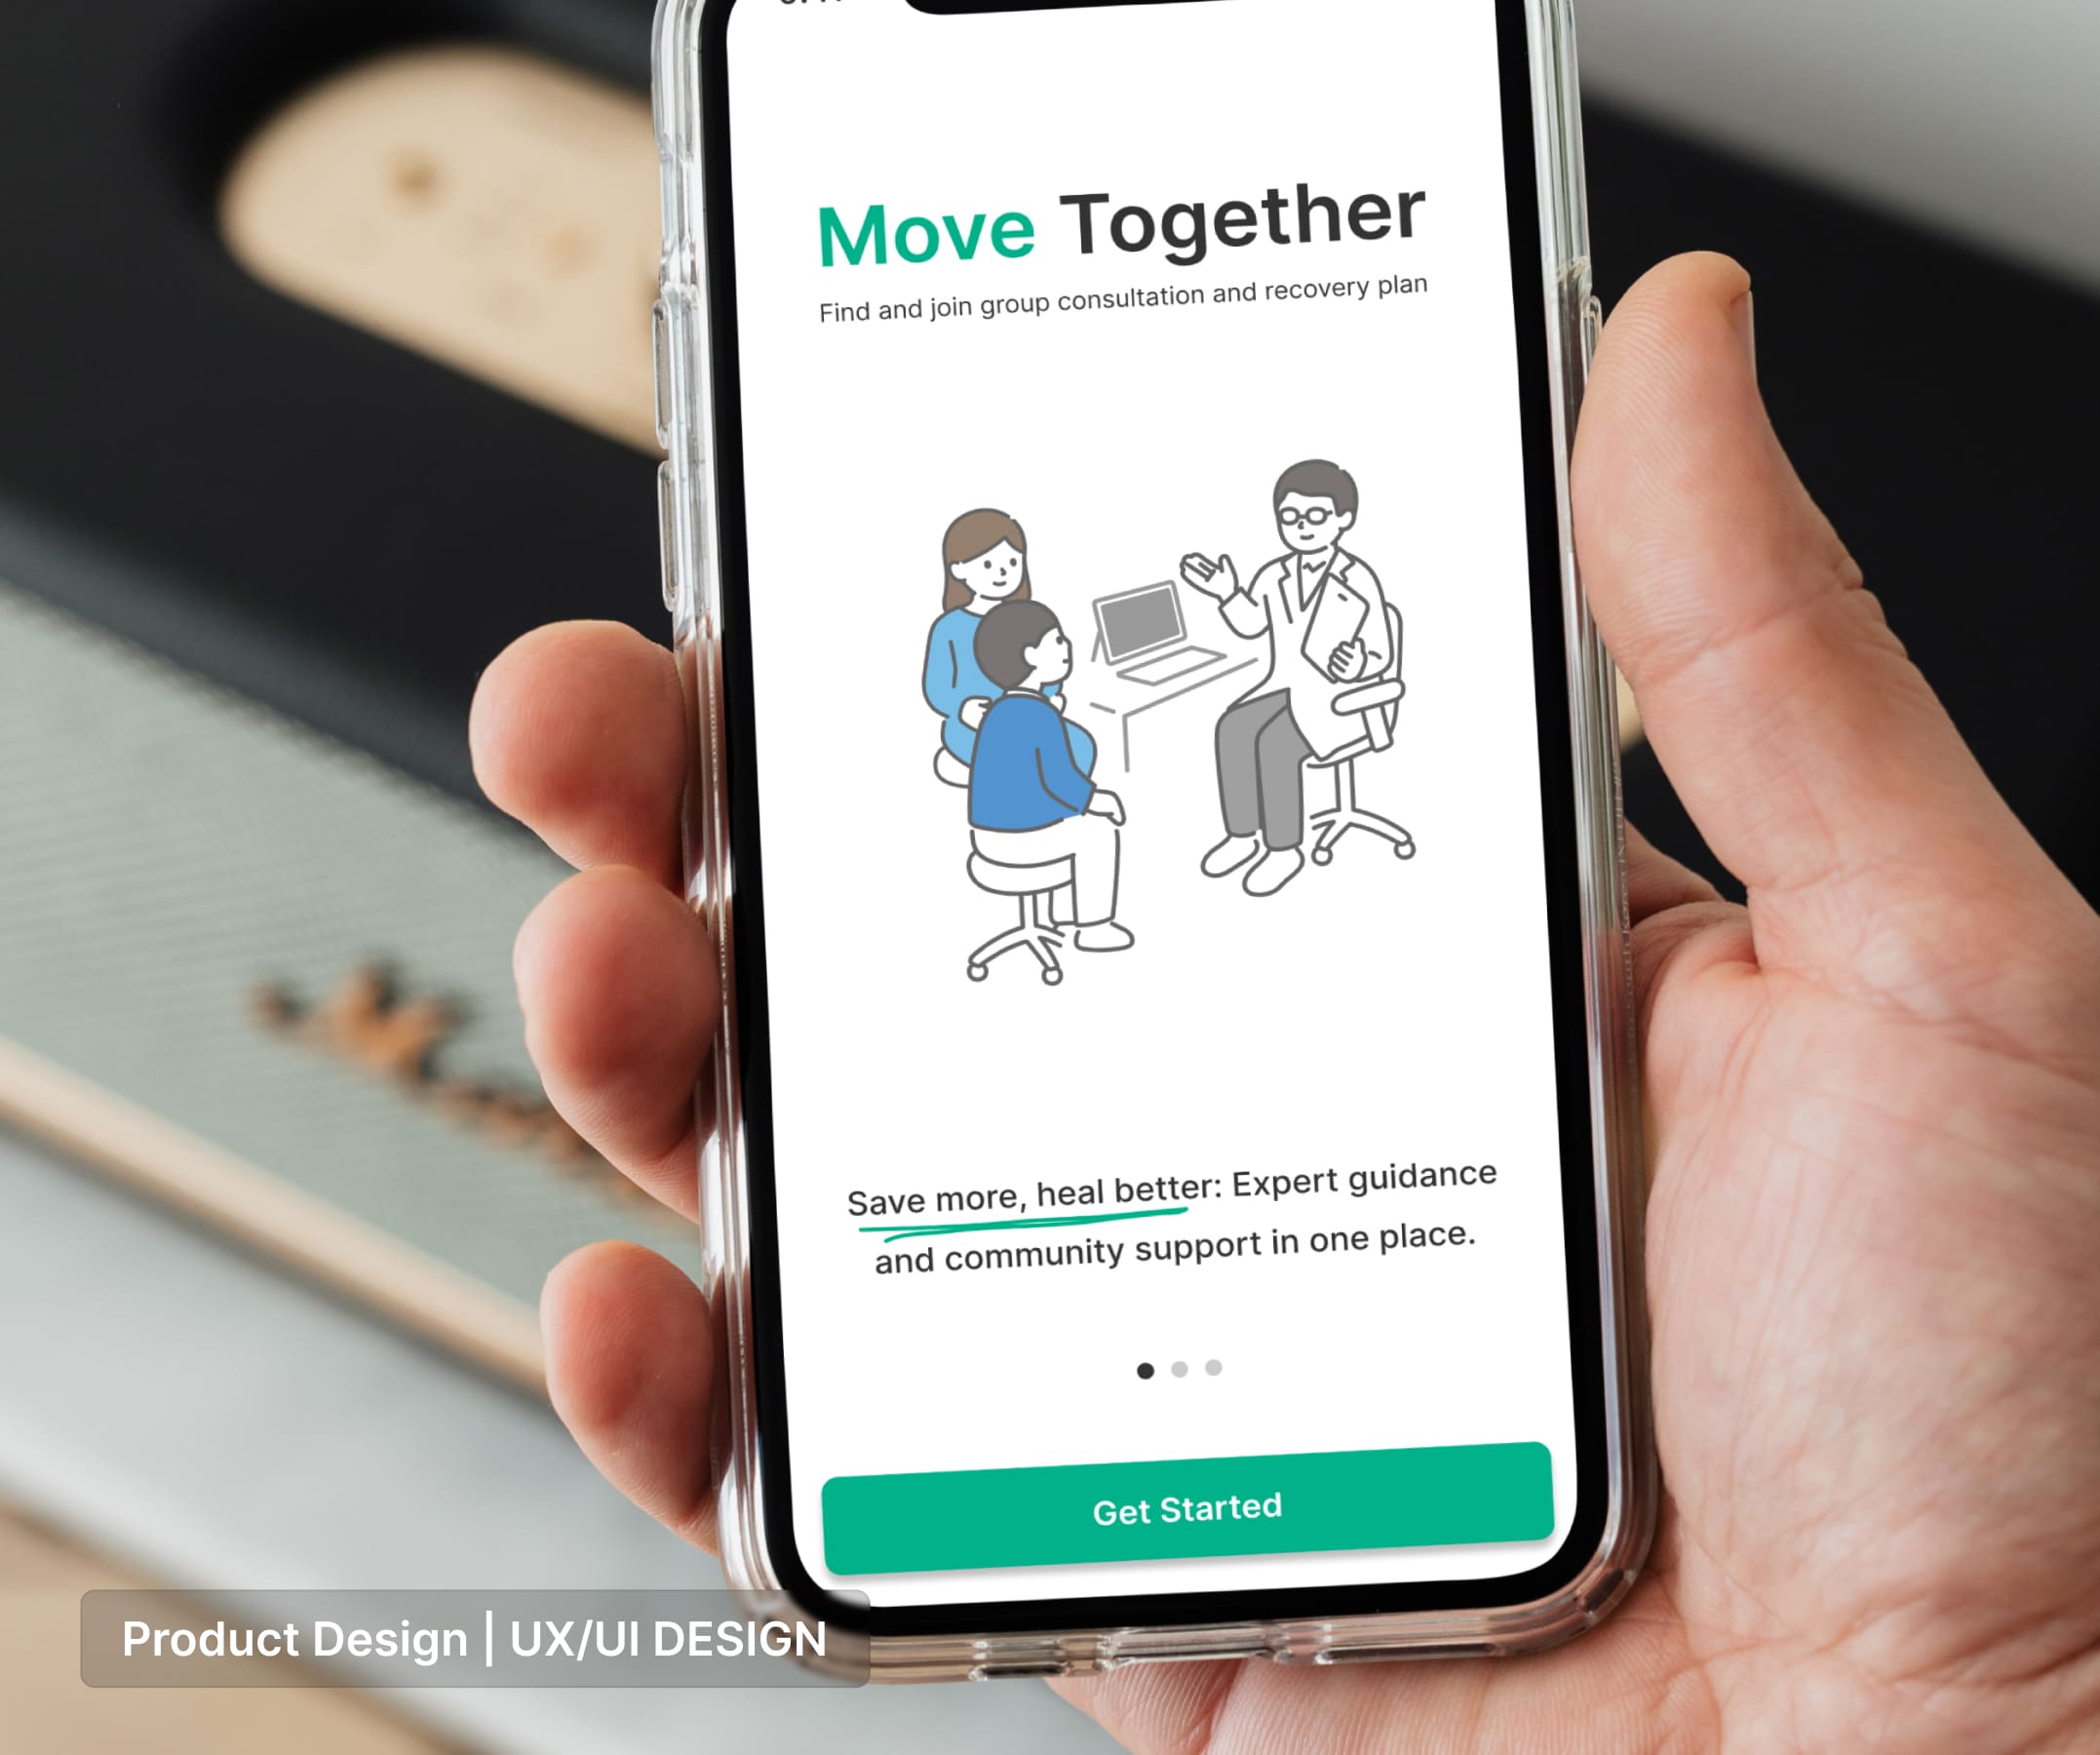 Move Together
Find and join group consultation and recovery plan
Save more, heal better: Expert guidance
and community support in one place.
Get Started
Product Design | UX/UI DESIGN